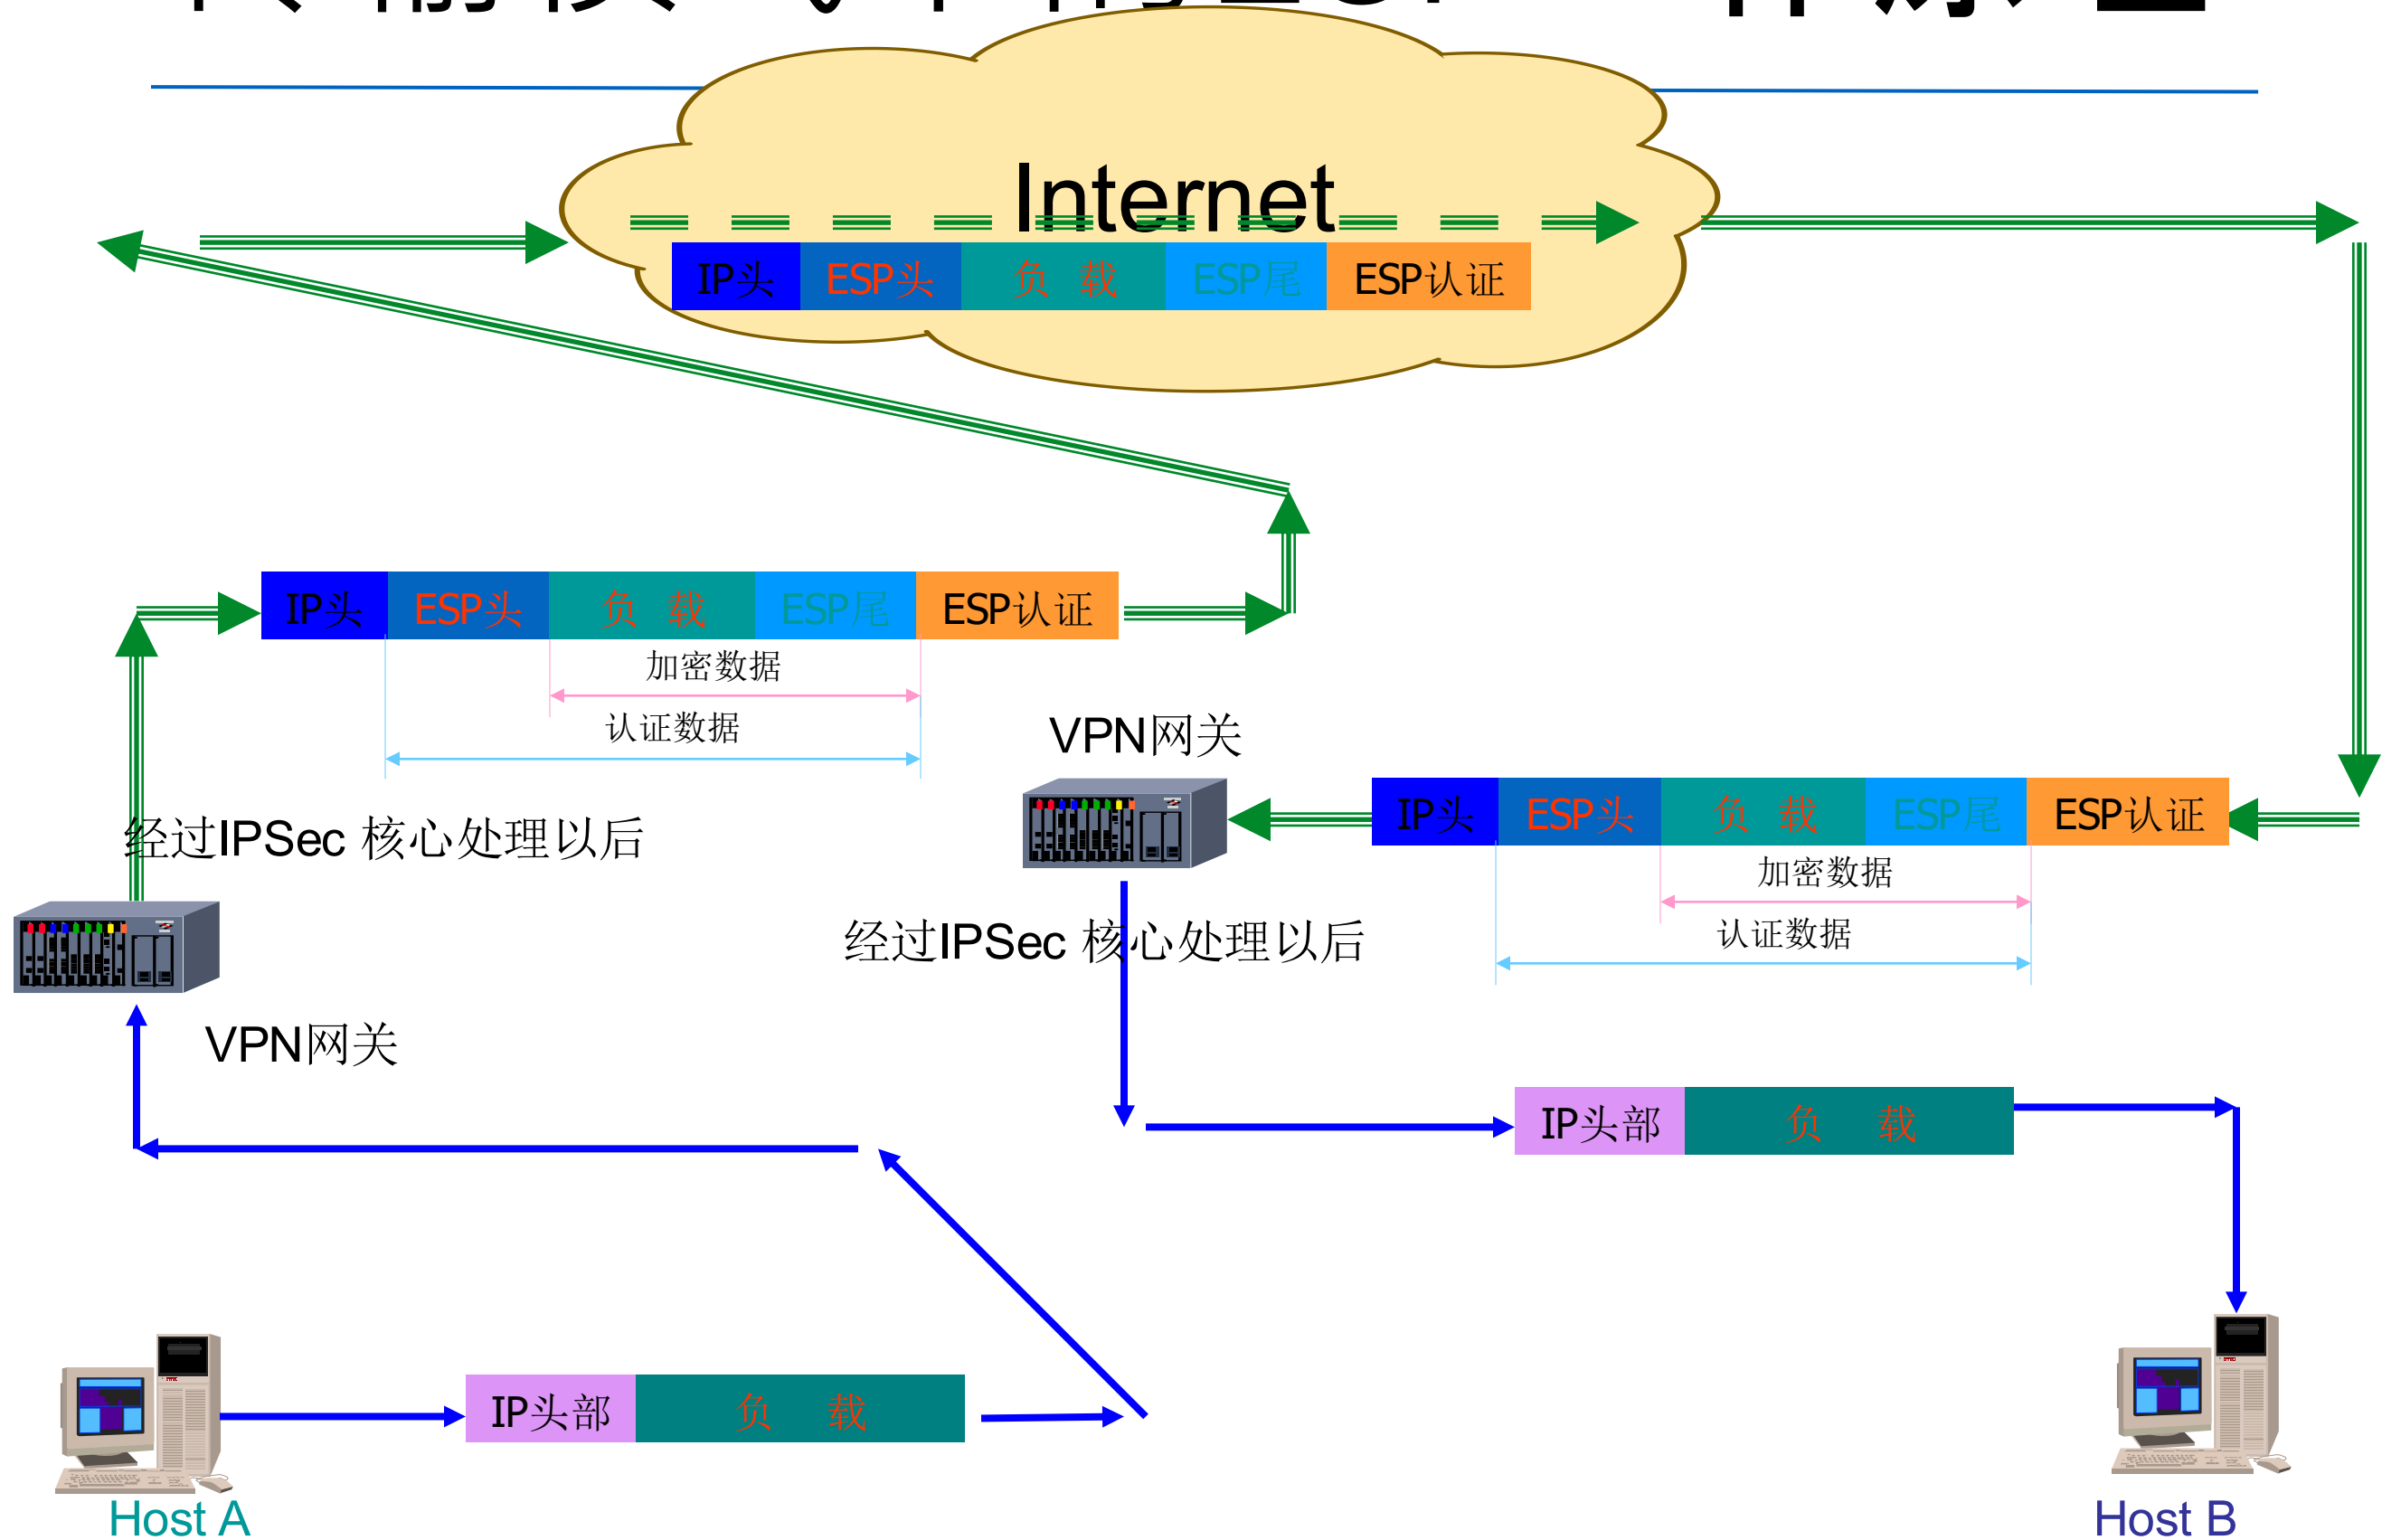 Internet
IP头 ESP头 负 载 ESP尾 ESP认证
IP头 ESP头 负 载 ESP尾 ESP认证
加密数据
认证数据
VPN网关
IP头 ESP头 负 载 ESP尾 ESP认证
经过IPSec 核心处理以后
加密数据
认证数据
经过IPSec 核心处理以后
VPN网关
IP头部 负 载
IP头部 负 载
Host A
Host B